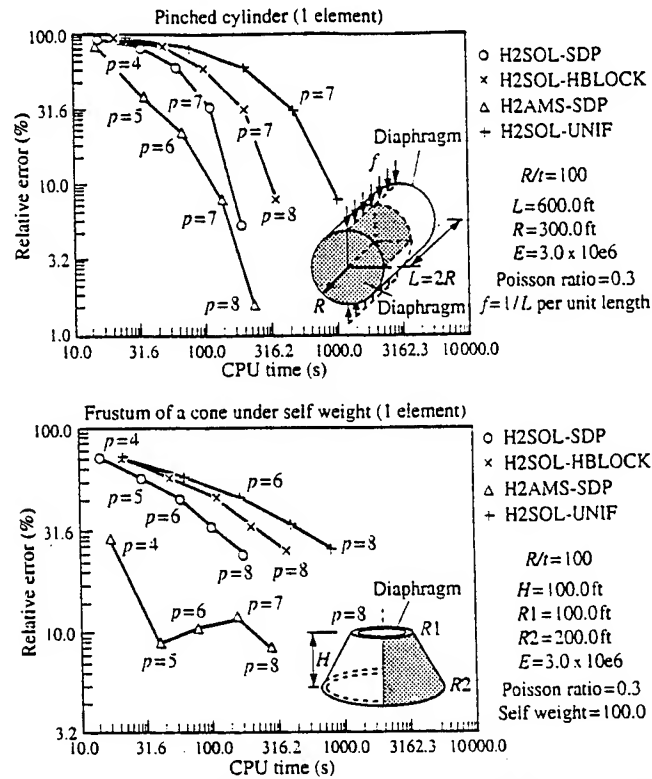 Pinched cylinder (1 element)
Relative error (%)
100.0
31.6
10.0
3.2
1.0
10.0 31.6 100.0 316.2 1000.0 3162.3 10000.0
CPU time (s)
p=4
p=5
p=6
p=7
p=8
p=7
p=7
p=8
p=7
f
Diaphragm
L=2R
R
Diaphragm
H2SOL-SDP
H2SOL-HBLOCK
H2AMS-SDP
H2SOL-UNIF
R/t=100
L=600.0ft
R=300.0ft
E=3.0 x 10e6
Poisson ratio=0.3
f=1/L per unit length
Frustum of a cone under self weight (1 element)
Relative error (%)
100.0
31.6
10.0
3.2
10.0 31.6 100.0 316.2 1000.0 3162.3 10000.0
CPU time (s)
p=4
p=5
p=6
p=6
p=8
p=8
p=8
p=4
p=5
p=6
p=7
p=8
p=8
Diaphragm
R1
H
R2
H2SOL-SDP
H2SOL-HBLOCK
H2AMS-SDP
H2SOL-UNIF
R/t=100
H=100.0ft
R1=100.0ft
R2=200.0ft
E=3.0 x 10e6
Poisson ratio=0.3
Self weight=100.0